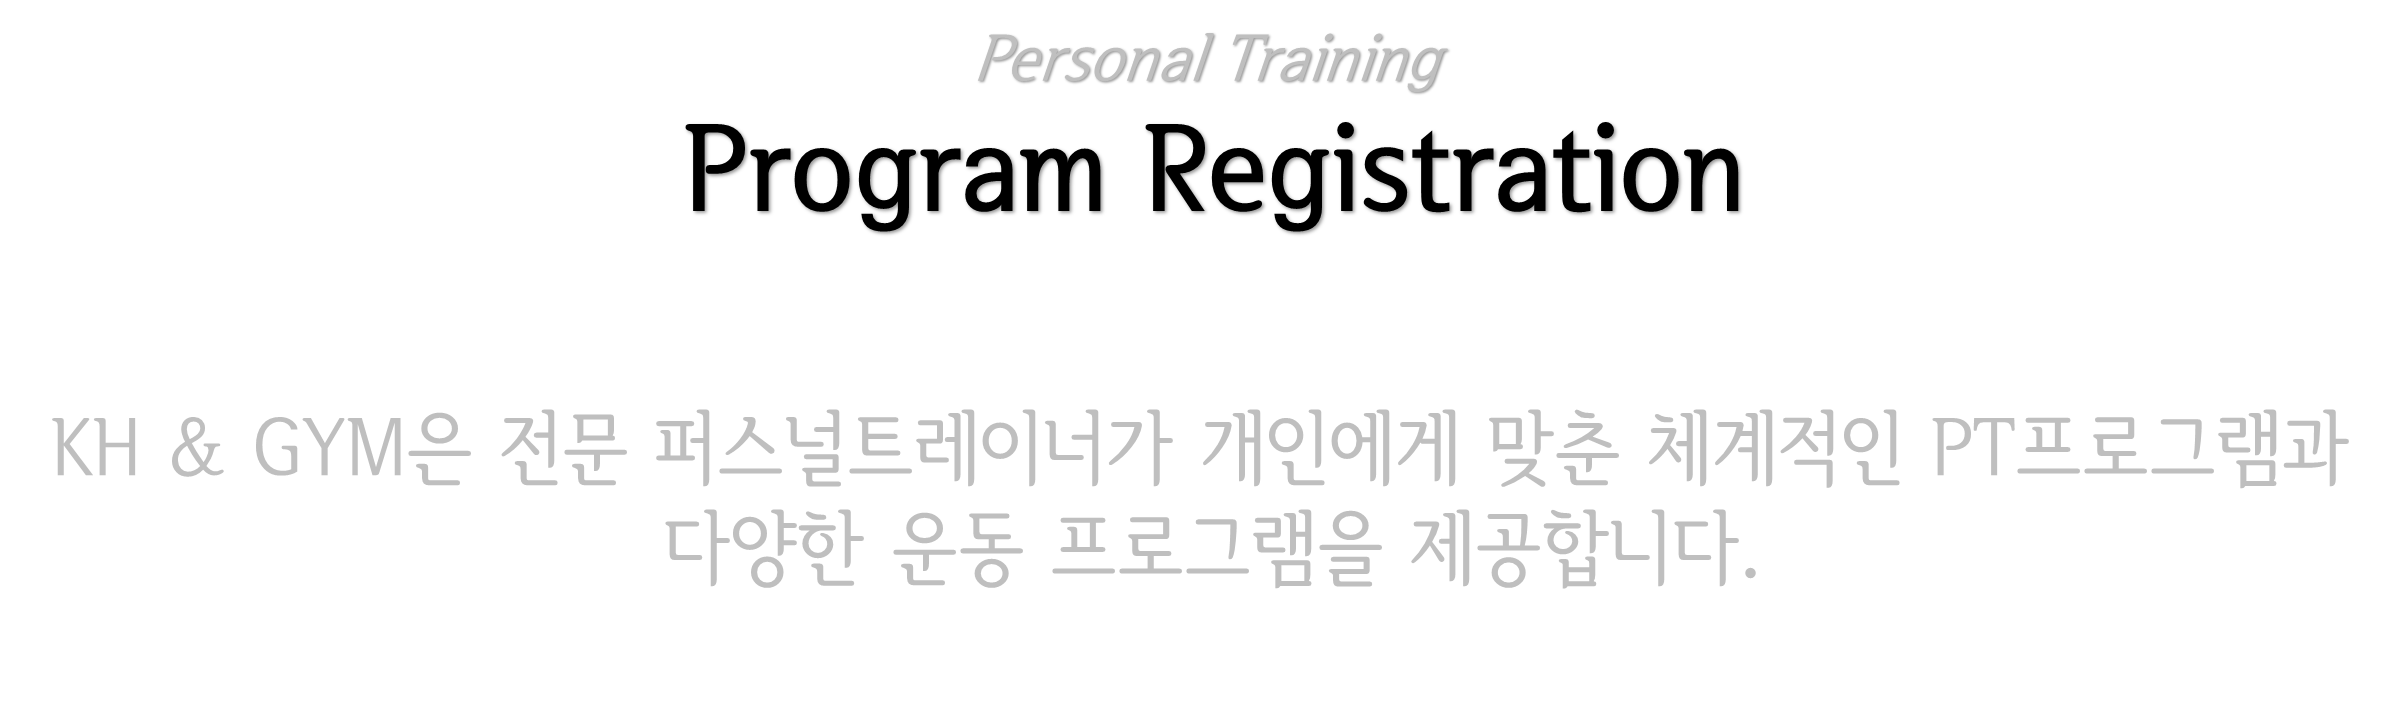 Personal Training
Program Registration
KH & GYM은 전문 퍼스널트레이너가 개인에게 맞춘 체계적인 PT프로그램과
다양한 운동 프로그램을 제공합니다.